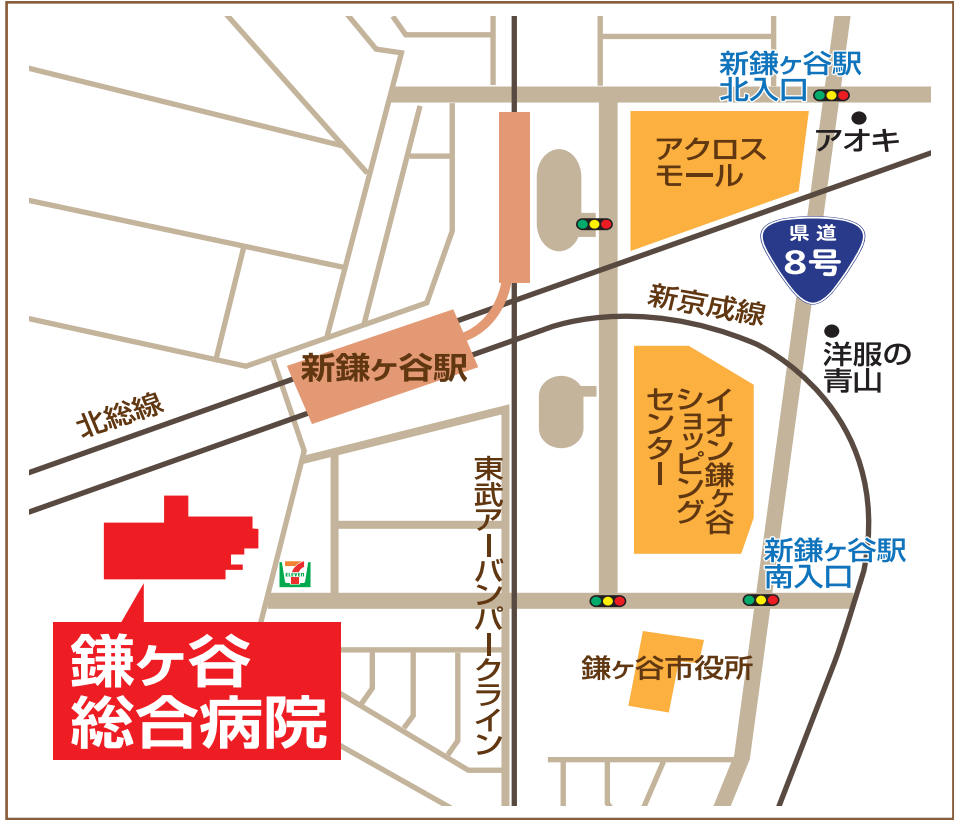 新鎌ヶ谷駅
北入口
アオキ
アクロス
モール
県道
8号
新京成線
洋服の
青山
新鎌ヶ谷駅
北総線
イオン鎌ヶ谷
ショッピング
センター
東武アーバンパークライン
新鎌ヶ谷駅
南入口
7
ELEVEN
鎌ヶ谷市役所
鎌ヶ谷
総合病院